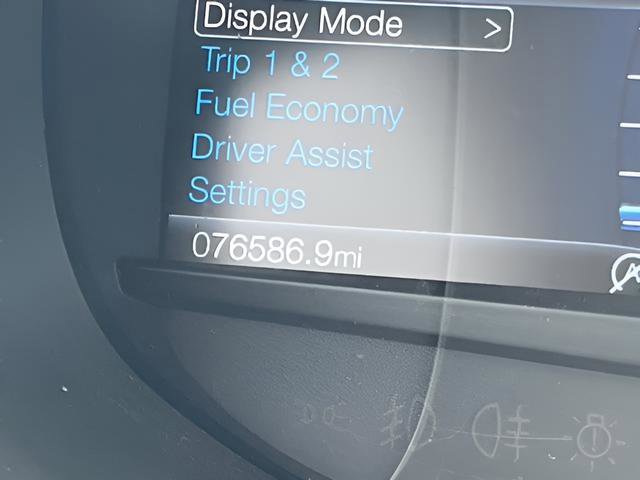 Display Mode >
Trip 1 & 2
Fuel Economy
Driver Assist
Settings
076586.9mi